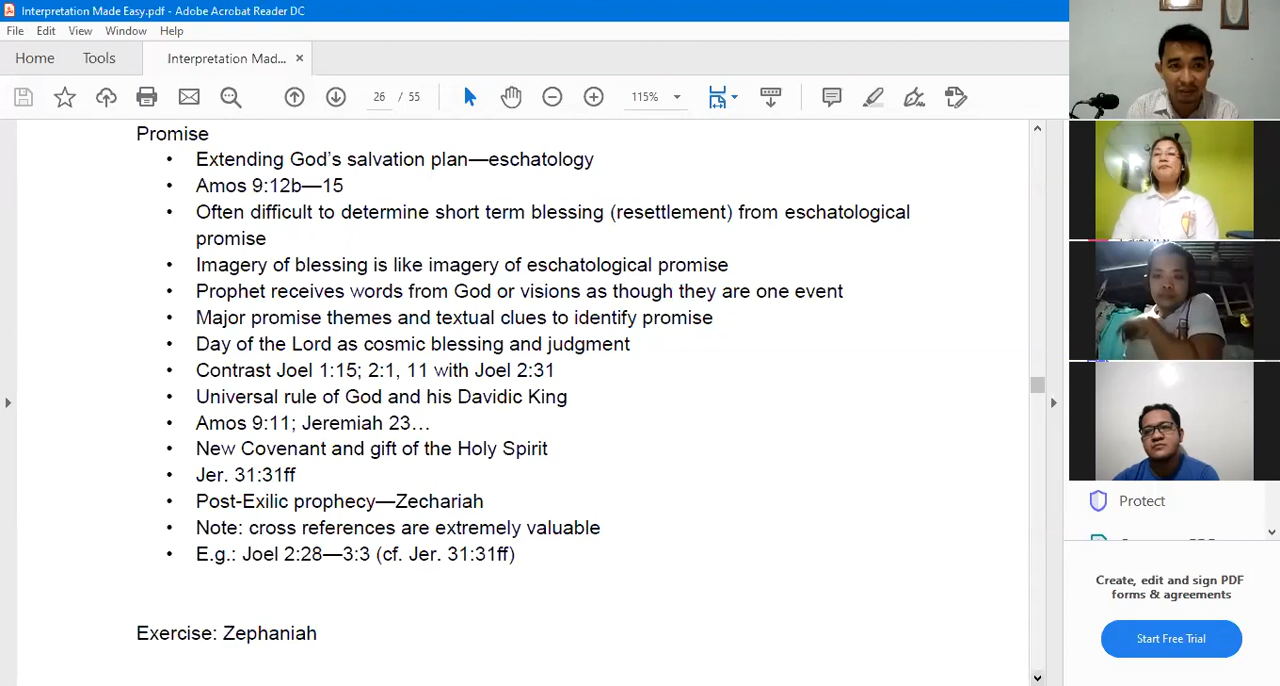 Interpretation Made Easy.pdf - Adobe Acrobat Reader DC
File Edit View Window Help
Home Tools Interpretation Mad... ×
26 / 55 115%
Promise
• Extending God’s salvation plan—eschatology
• Amos 9:12b—15
• Often difficult to determine short term blessing (resettlement) from eschatological
promise
• Imagery of blessing is like imagery of eschatological promise
• Prophet receives words from God or visions as though they are one event
• Major promise themes and textual clues to identify promise
• Day of the Lord as cosmic blessing and judgment
• Contrast Joel 1:15; 2:1, 11 with Joel 2:31
• Universal rule of God and his Davidic King
• Amos 9:11; Jeremiah 23…
• New Covenant and gift of the Holy Spirit
• Jer. 31:31ff
• Post-Exilic prophecy—Zechariah
• Note: cross references are extremely valuable
• E.g.: Joel 2:28—3:3 (cf. Jer. 31:31ff)
Exercise: Zephaniah
Protect
Create, edit and sign PDF
forms & agreements
Start Free Trial